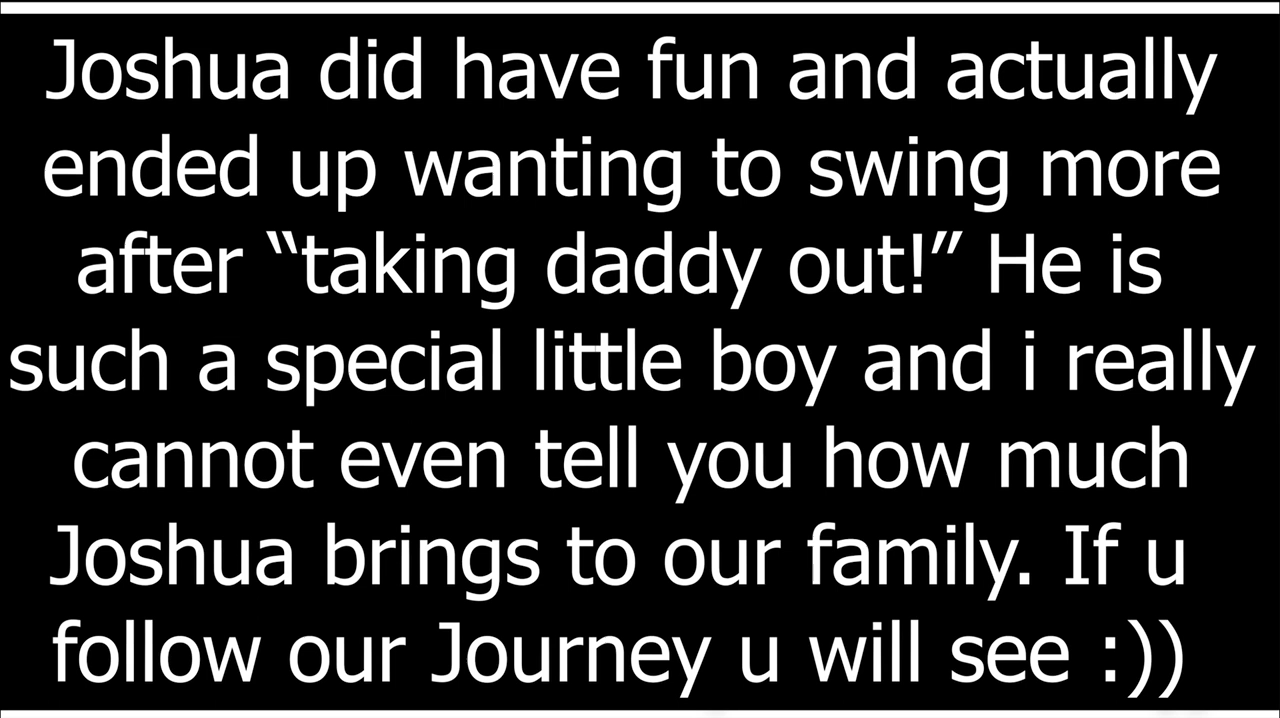 Joshua did have fun and actually
ended up wanting to swing more
after “taking daddy out!” He is
such a special little boy and i really
cannot even tell you how much
Joshua brings to our family. If u
follow our Journey u will see :))